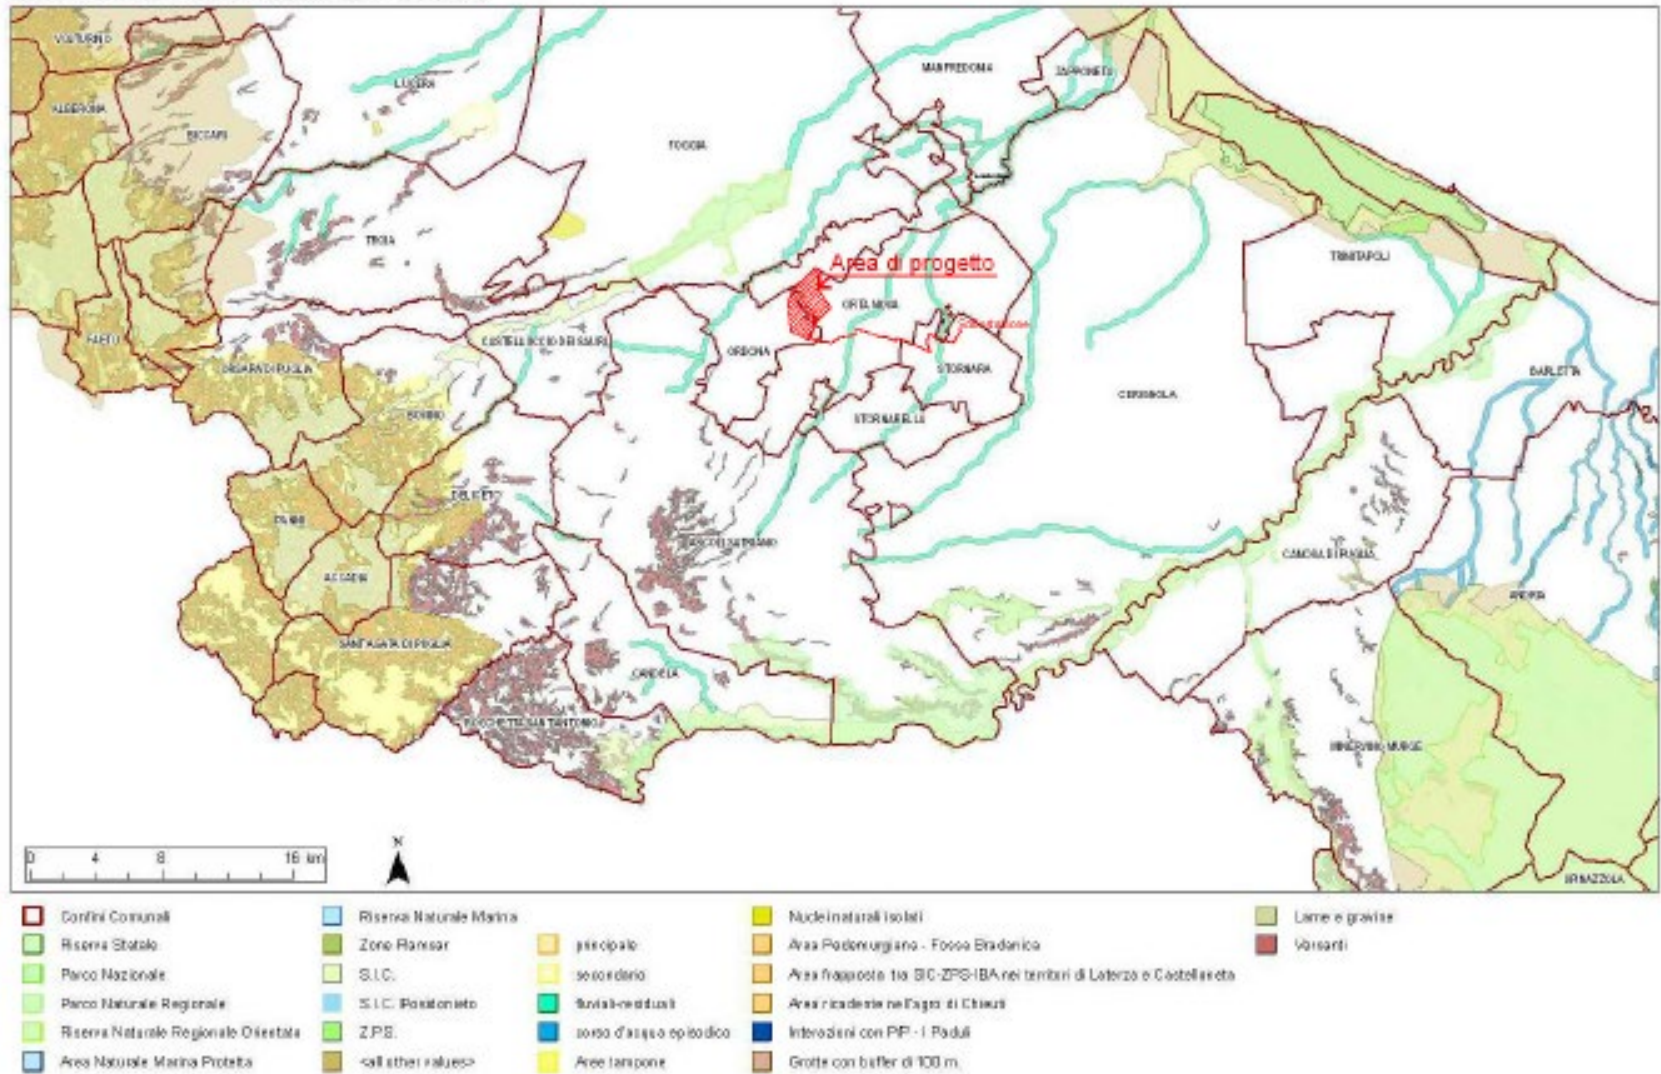 VOLTURINO
LUCERA
MANFREDONIA
ZAPPONETA
ALBERONA
BICCARI
FOGGIA
TROIA
TRINITAPOLI
Area di progetto
ORTA NOVA
FAETO
CASTELLUCCIO DEI SAURI
ORDONA
ORSARA DI PUGLIA
STORNARA
BARLETTA
CERIGNOLA
BOVINO
STORNARELLA
DELICETO
PANNI
ASCOLI SATRIANO
CANOSA DI PUGLIA
ACCADIA
ANDRIA
SANT'AGATA DI PUGLIA
CANDELA
ROCCHETTA SANT'ANTONIO
MINERVINO MURGE
SPINAZZOLA
N
0 4 8 16 km
Confini Comunali
Riserva Statale
Parco Nazionale
Parco Naturale Regionale
Riserva Naturale Regionale Orientata
Area Naturale Marina Protetta
Riserva Naturale Marina
Zone Ramsar
S.I.C.
S.I.C. Posidonieto
Z.P.S.
<all other values>
principale
secondario
fluviali-residuali
corso d'acqua episodico
Aree tampone
Nuclei naturali isolati
Area Pedemurgiana - Fossa Bradanica
Area frapposta tra SIC-ZPS-IBA nei territori di Laterza e Castellaneta
Area ricadente nell'agro di Chieuti
Interazioni con P/P - I Paduli
Grotte con buffer di 100 m.
Lame e gravine
Versanti